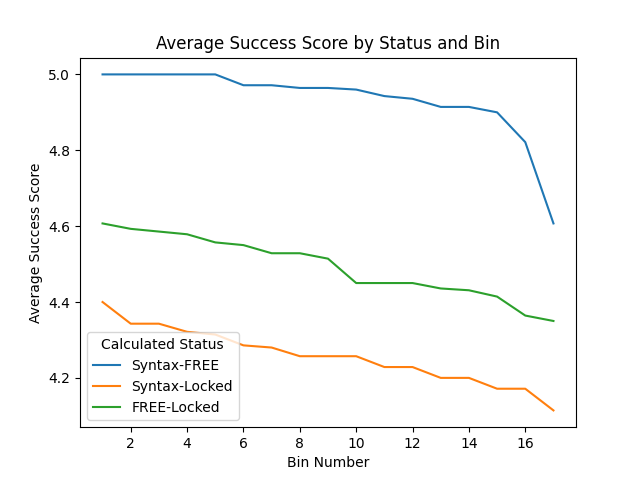 Average Success Score by Status and Bin
5.0
4.8
4.6
4.4
4.2
Average Success Score
Calculated Status
Syntax-FREE
Syntax-Locked
FREE-Locked
2 4 6 8 10 12 14 16
Bin Number